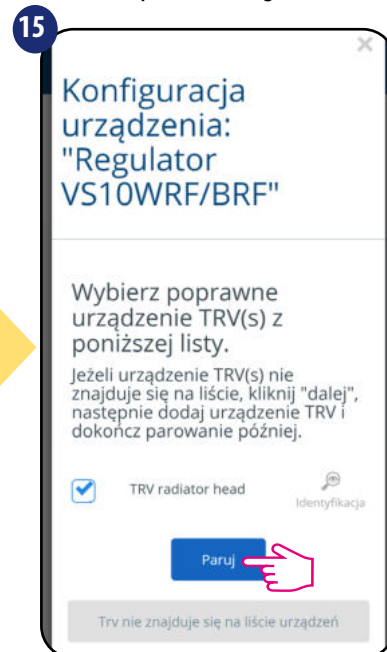 15
Konfiguracja
urządzenia:
"Regulator
VS10WRF/BRF"
Wybierz poprawne
urządzenie TRV(s) z
poniższej listy.
Jeżeli urządzenie TRV(s) nie
znajduje się na liście, kliknij "dalej",
następnie dodaj urządzenie TRV i
dokończ parowanie później.
TRV radiator head
Identyfikacja
Paruj
Trv nie znajduje się na liście urządzeń